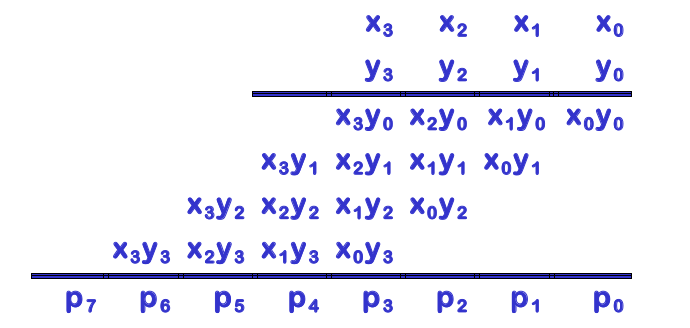 x₃ x₂ x₁ x₀
y₃ y₂ y₁ y₀
x₃y₀ x₂y₀ x₁y₀ x₀y₀
x₃y₁ x₂y₁ x₁y₁ x₀y₁
x₃y₂ x₂y₂ x₁y₂ x₀y₂
x₃y₃ x₂y₃ x₁y₃ x₀y₃
p₇ p₆ p₅ p₄ p₃ p₂ p₁ p₀